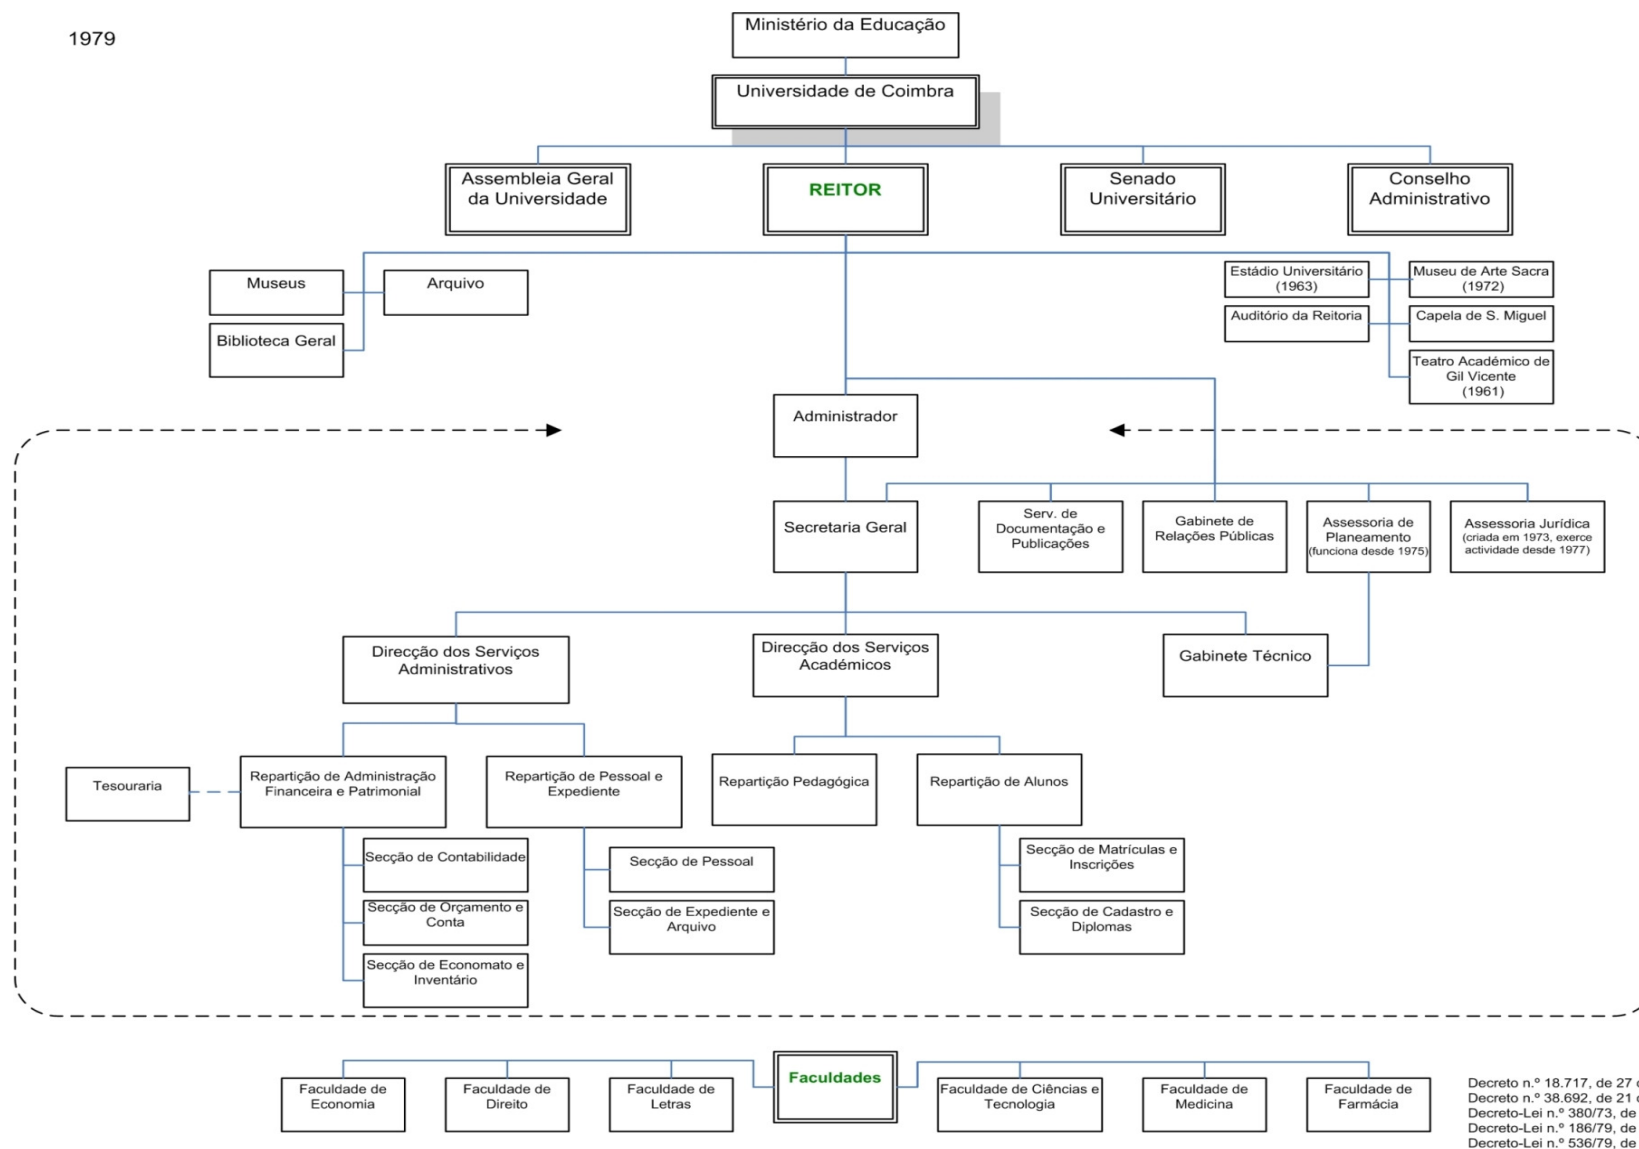 1979
Ministério da Educação
Universidade de Coimbra
Assembleia Geral
da Universidade
REITOR
Senado
Universitário
Conselho
Administrativo
Museus
Arquivo
Biblioteca Geral
Estádio Universitário
(1963)
Museu de Arte Sacra
(1972)
Auditório da Reitoria
Capela de S. Miguel
Teatro Académico de
Gil Vicente
(1961)
Administrador
Secretaria Geral
Serv. de
Documentação e
Publicações
Gabinete de
Relações Públicas
Assessoria de
Planeamento
(funciona desde 1975)
Assessoria Jurídica
(criada em 1973, exerce
actividade desde 1977)
Direcção dos Serviços
Administrativos
Direcção dos Serviços
Académicos
Gabinete Técnico
Tesouraria
Repartição de Administração
Financeira e Patrimonial
Repartição de Pessoal e
Expediente
Repartição Pedagógica
Repartição de Alunos
Secção de Contabilidade
Secção de Orçamento e
Conta
Secção de Economato e
Inventário
Secção de Pessoal
Secção de Expediente e
Arquivo
Secção de Matrículas e
Inscrições
Secção de Cadastro e
Diplomas
Faculdades
Faculdade de
Economia
Faculdade de
Direito
Faculdade de
Letras
Faculdade de Ciências e
Tecnologia
Faculdade de
Medicina
Faculdade de
Farmácia
Decreto n.º 18.717, de 27
Decreto n.º 38.692, de 21
Decreto-Lei n.º 380/73, de
Decreto-Lei n.º 186/79, de
Decreto-Lei n.º 536/79, de